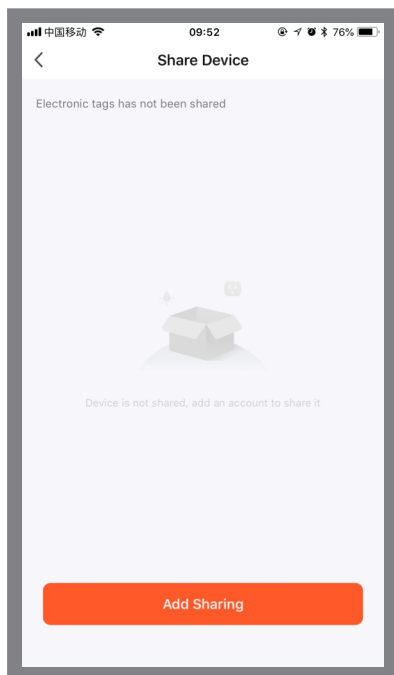 中国移动 09:52 76%
Share Device
Electronic tags has not been shared
Device is not shared, add an account to share it
Add Sharing